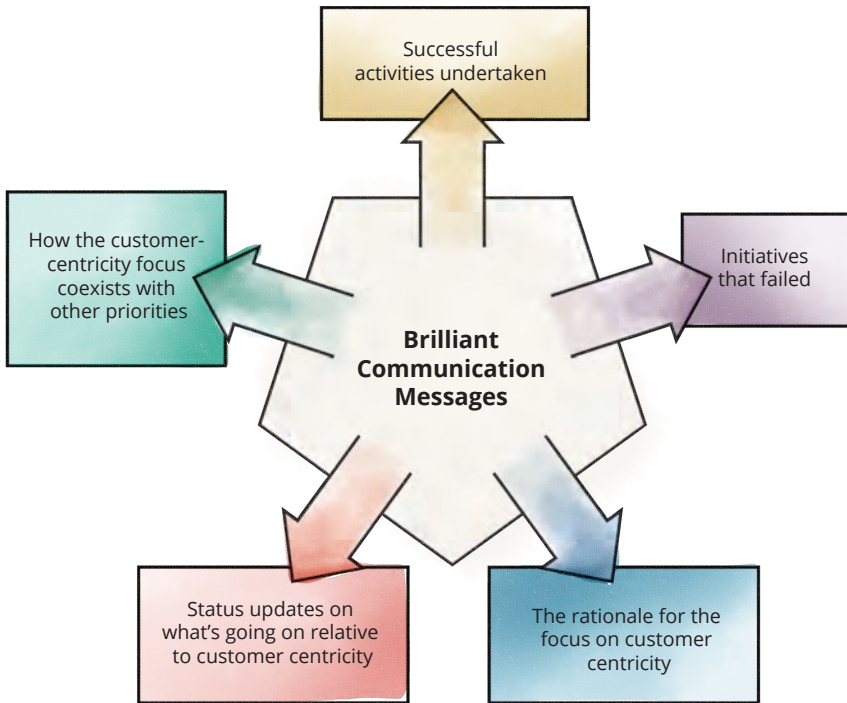 Successful
activities undertaken
How the customer-
centricity focus
coexists with
other priorities
Initiatives
that failed
Brilliant
Communication
Messages
Status updates on
what's going on relative
to customer centricity
The rationale for the
focus on customer
centricity